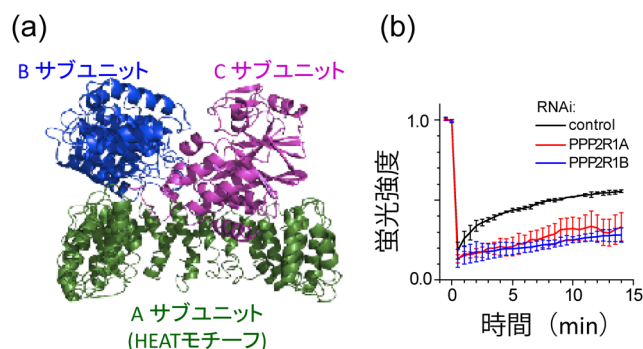 (a)
B サブユニット
C サブユニット
A サブユニット
(HEATモチーフ)
(b)
RNAi:
control
PPP2R1A
PPP2R1B
蛍光強度
1.0
0.0
0
5
10
15
時間 (min)